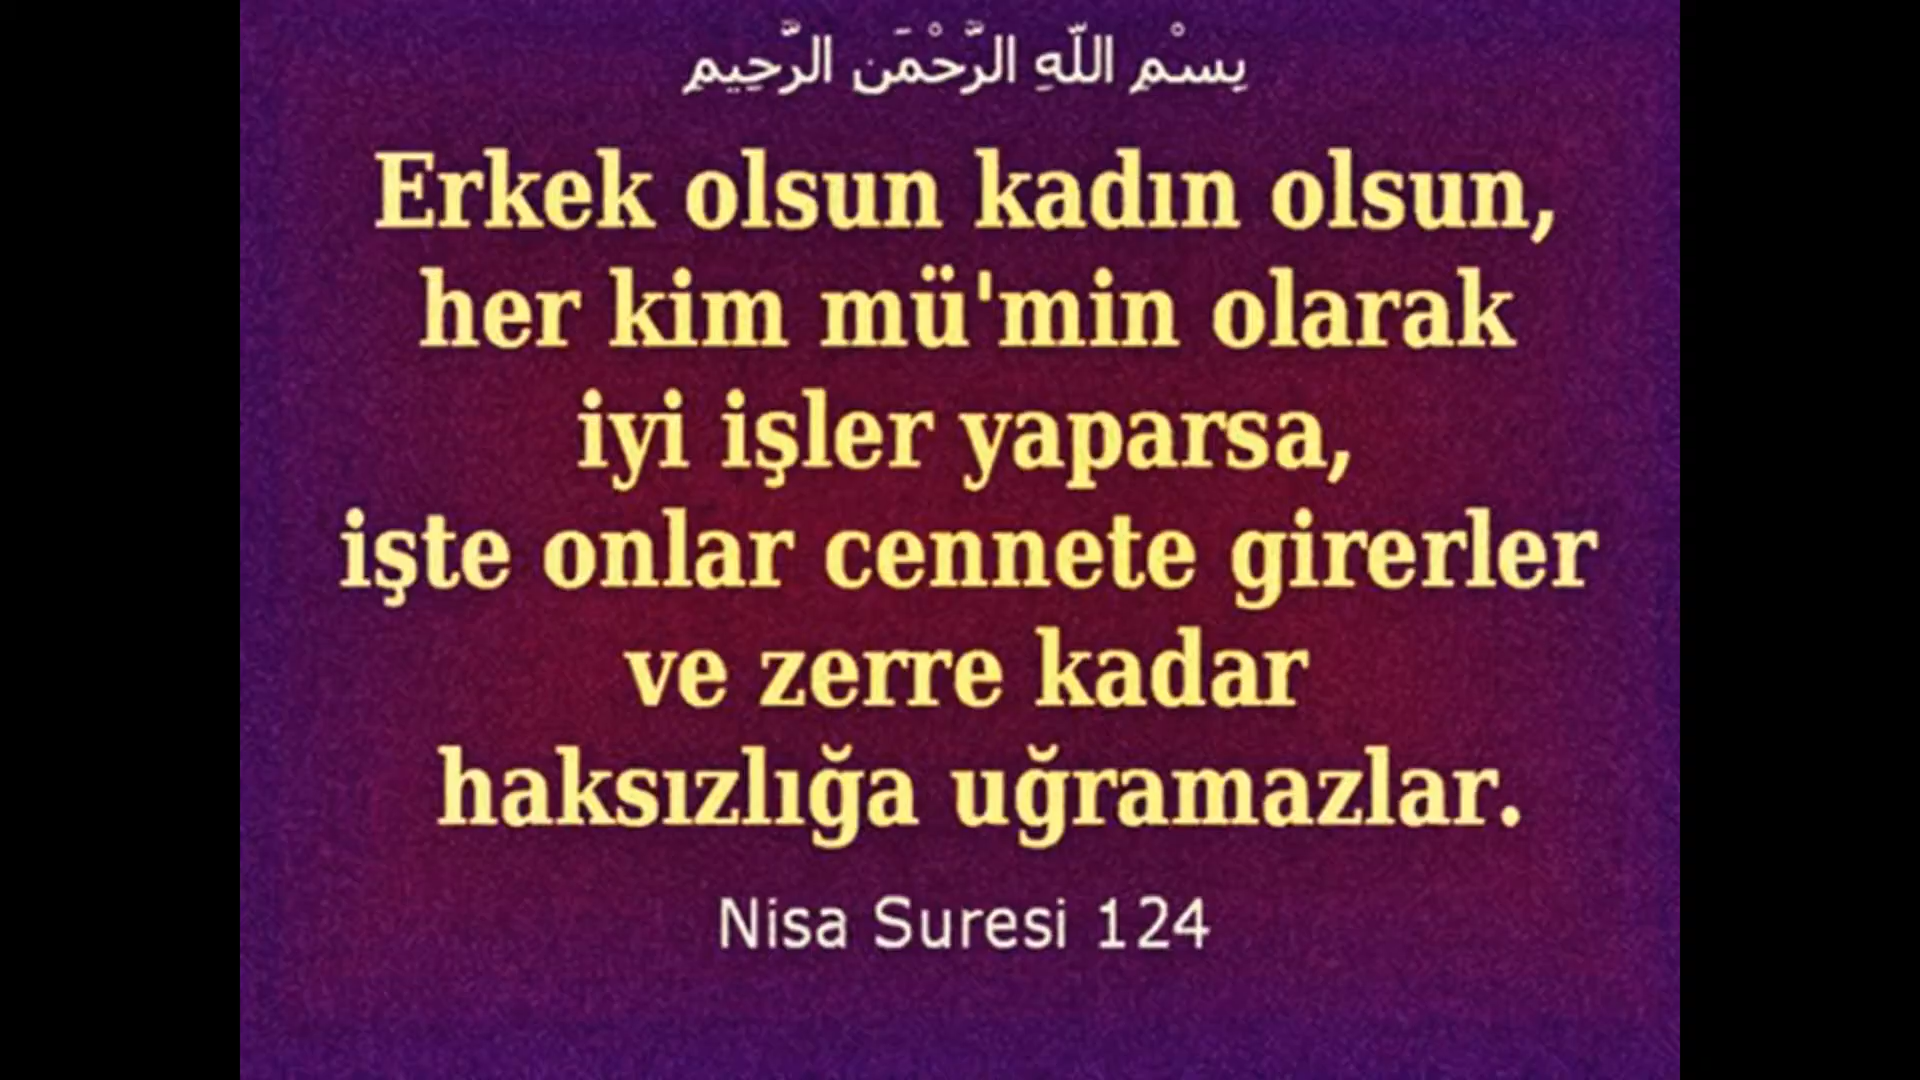 بِسْمِ اللّهِ الرَّحْمَنِ الرَّحِيمِ
Erkek olsun kadın olsun,
her kim mü'min olarak
iyi işler yaparsa,
işte onlar cennete girerler
ve zerre kadar
haksızlığa uğramazlar.
Nisa Suresi 124